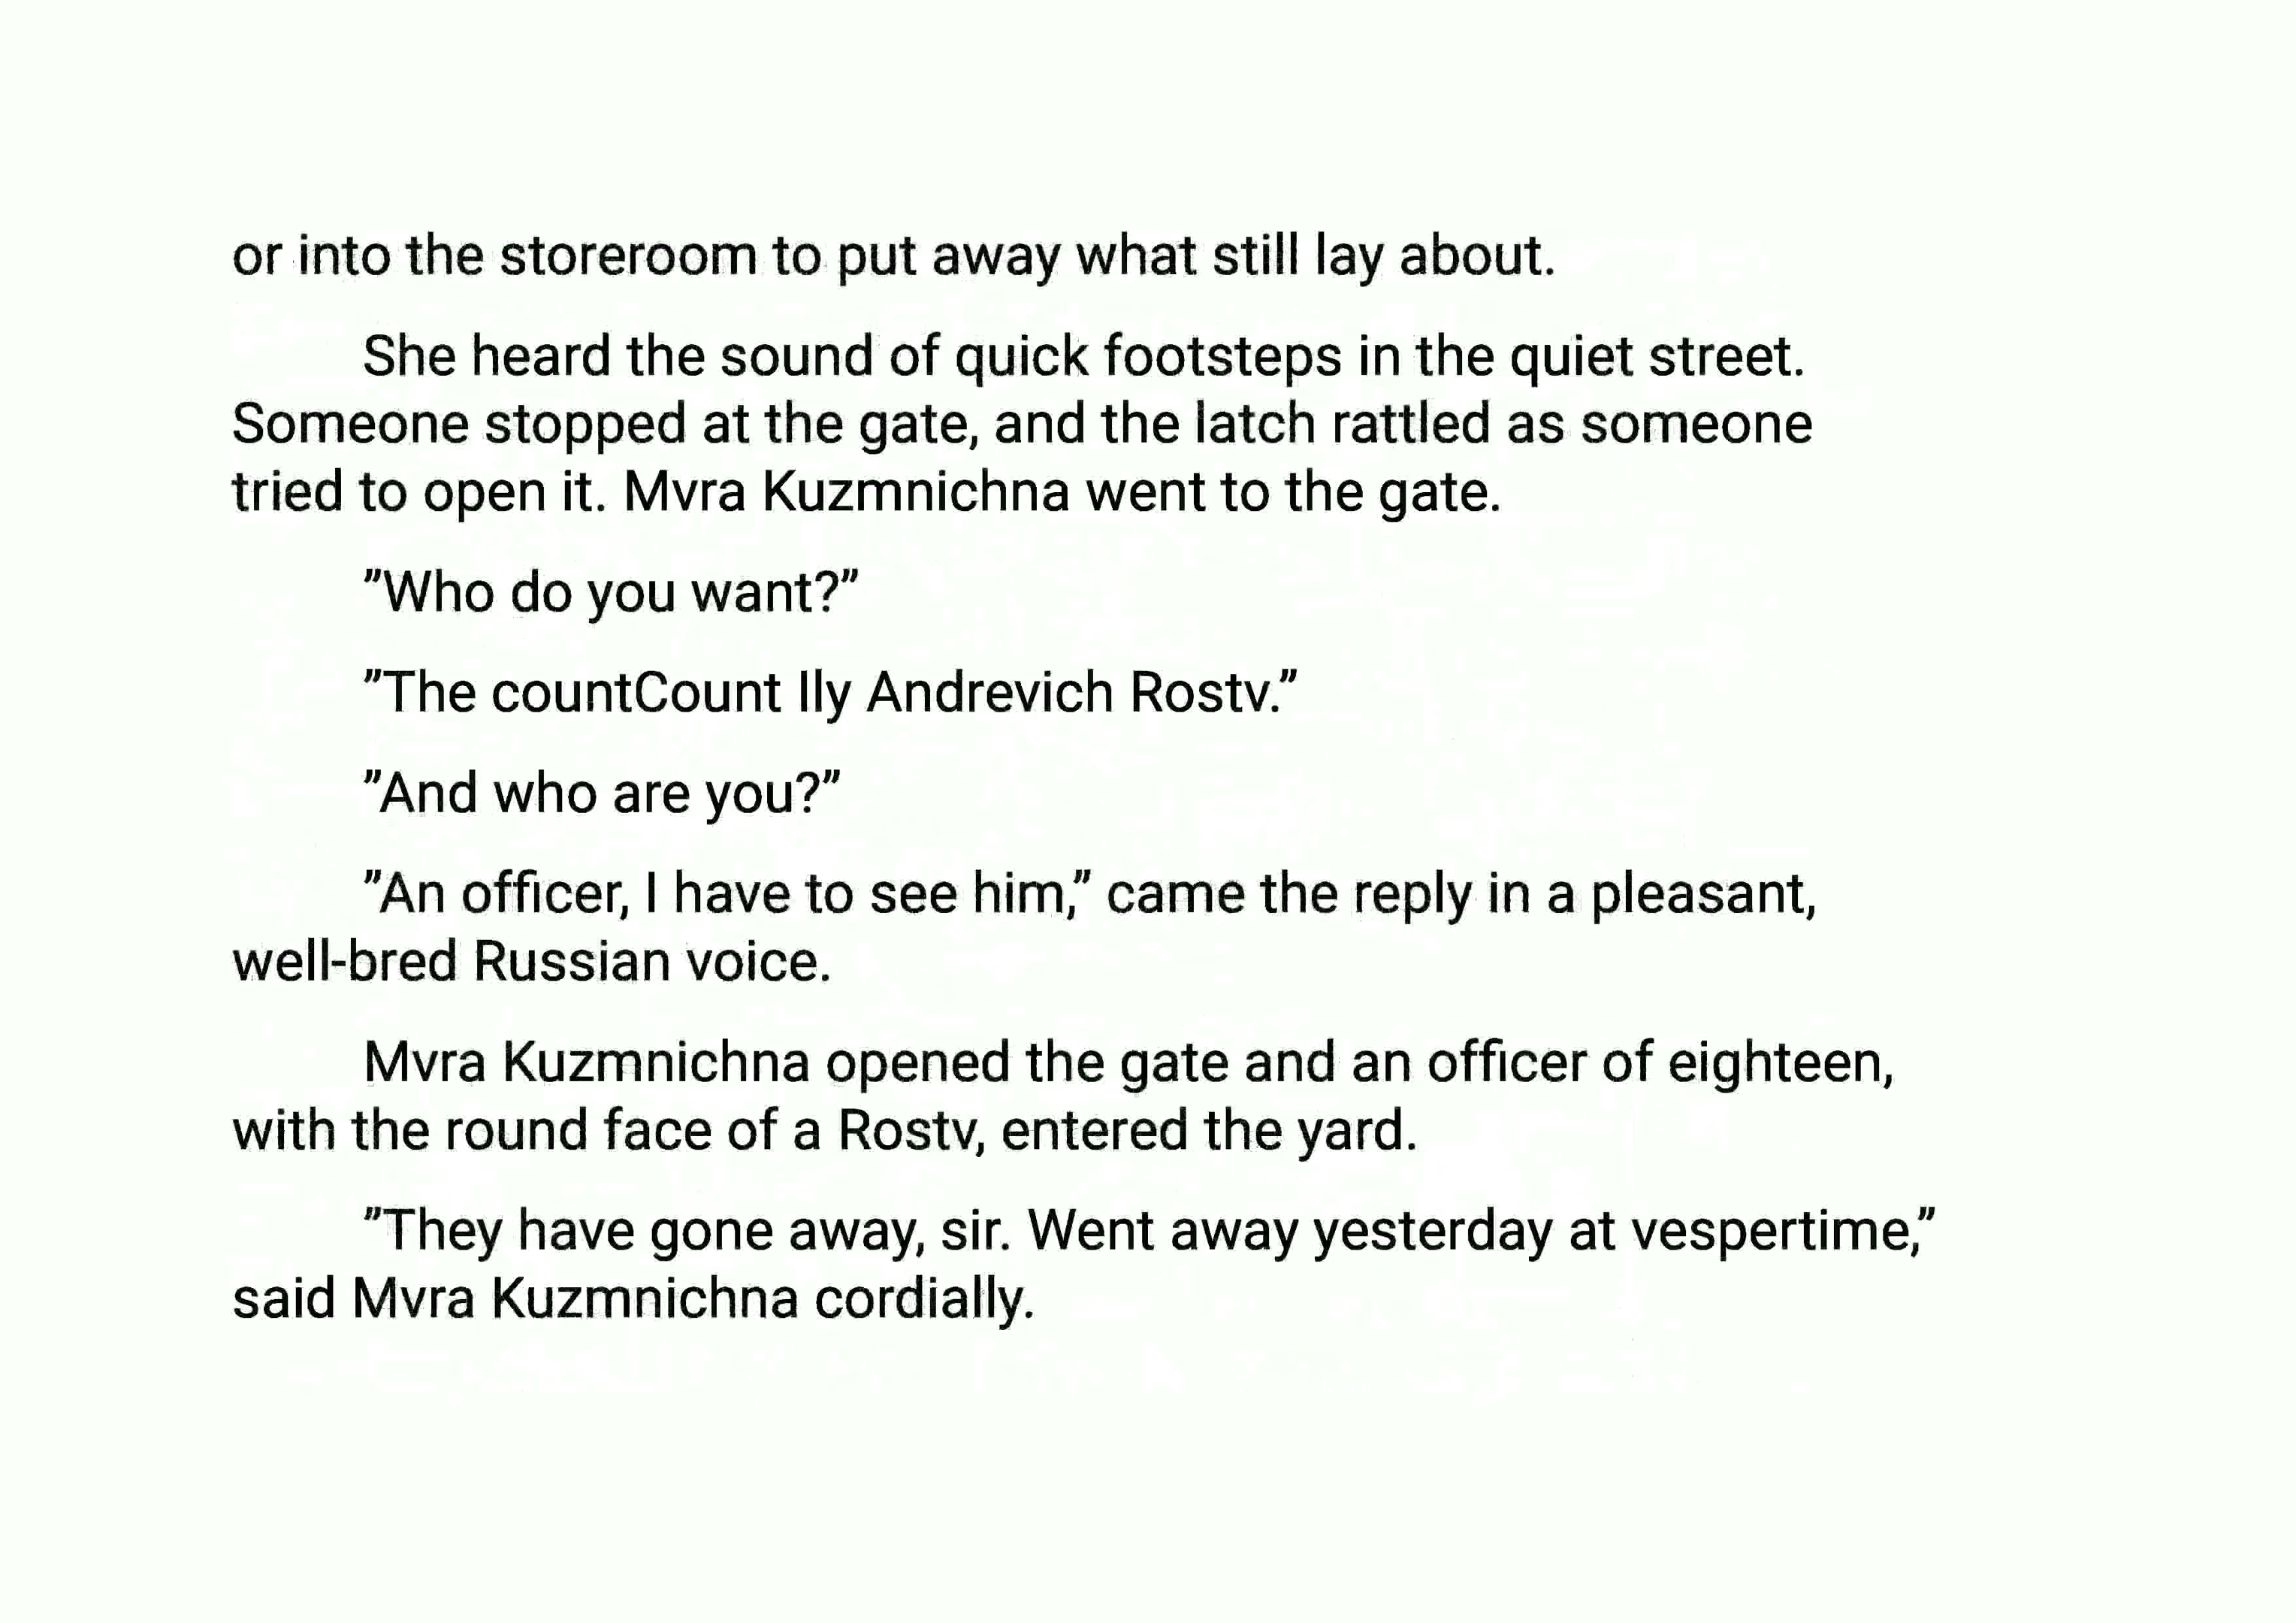 or into the storeroom to put away what still lay about.
She heard the sound of quick footsteps in the quiet street.
Someone stopped at the gate, and the latch rattled as someone
tried to open it. Mvra Kuzmnichna went to the gate.
”Who do you want?”
”The countCount Ily Andrevich Rostv.”
”And who are you?”
”An officer, I have to see him,” came the reply in a pleasant,
well-bred Russian voice.
Mvra Kuzmnichna opened the gate and an officer of eighteen,
with the round face of a Rostv, entered the yard.
”They have gone away, sir. Went away yesterday at vespertime,”
said Mvra Kuzmnichna cordially.